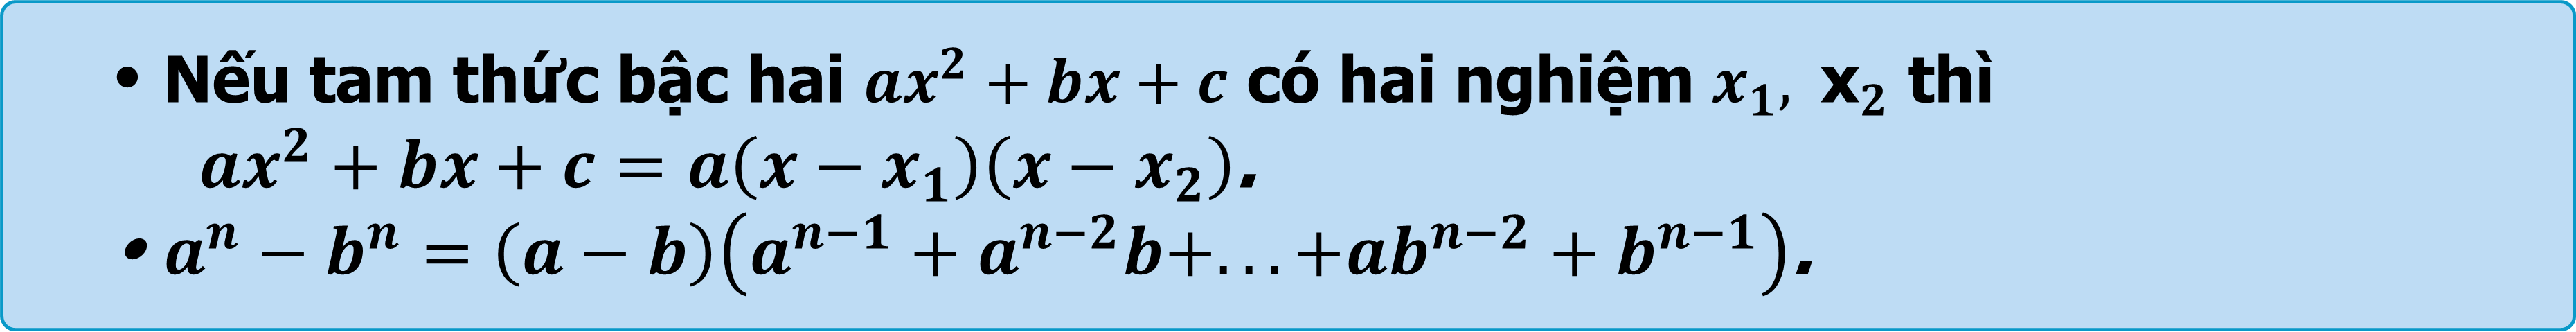 • Nếu tam thức bậc hai ax² + bx + c có hai nghiệm x₁, x₂ thì
ax² + bx + c = a(x − x₁)(x − x₂).
• aⁿ − bⁿ = (a − b)(aⁿ⁻¹ + aⁿ⁻²b+...+abⁿ⁻² + bⁿ⁻¹).